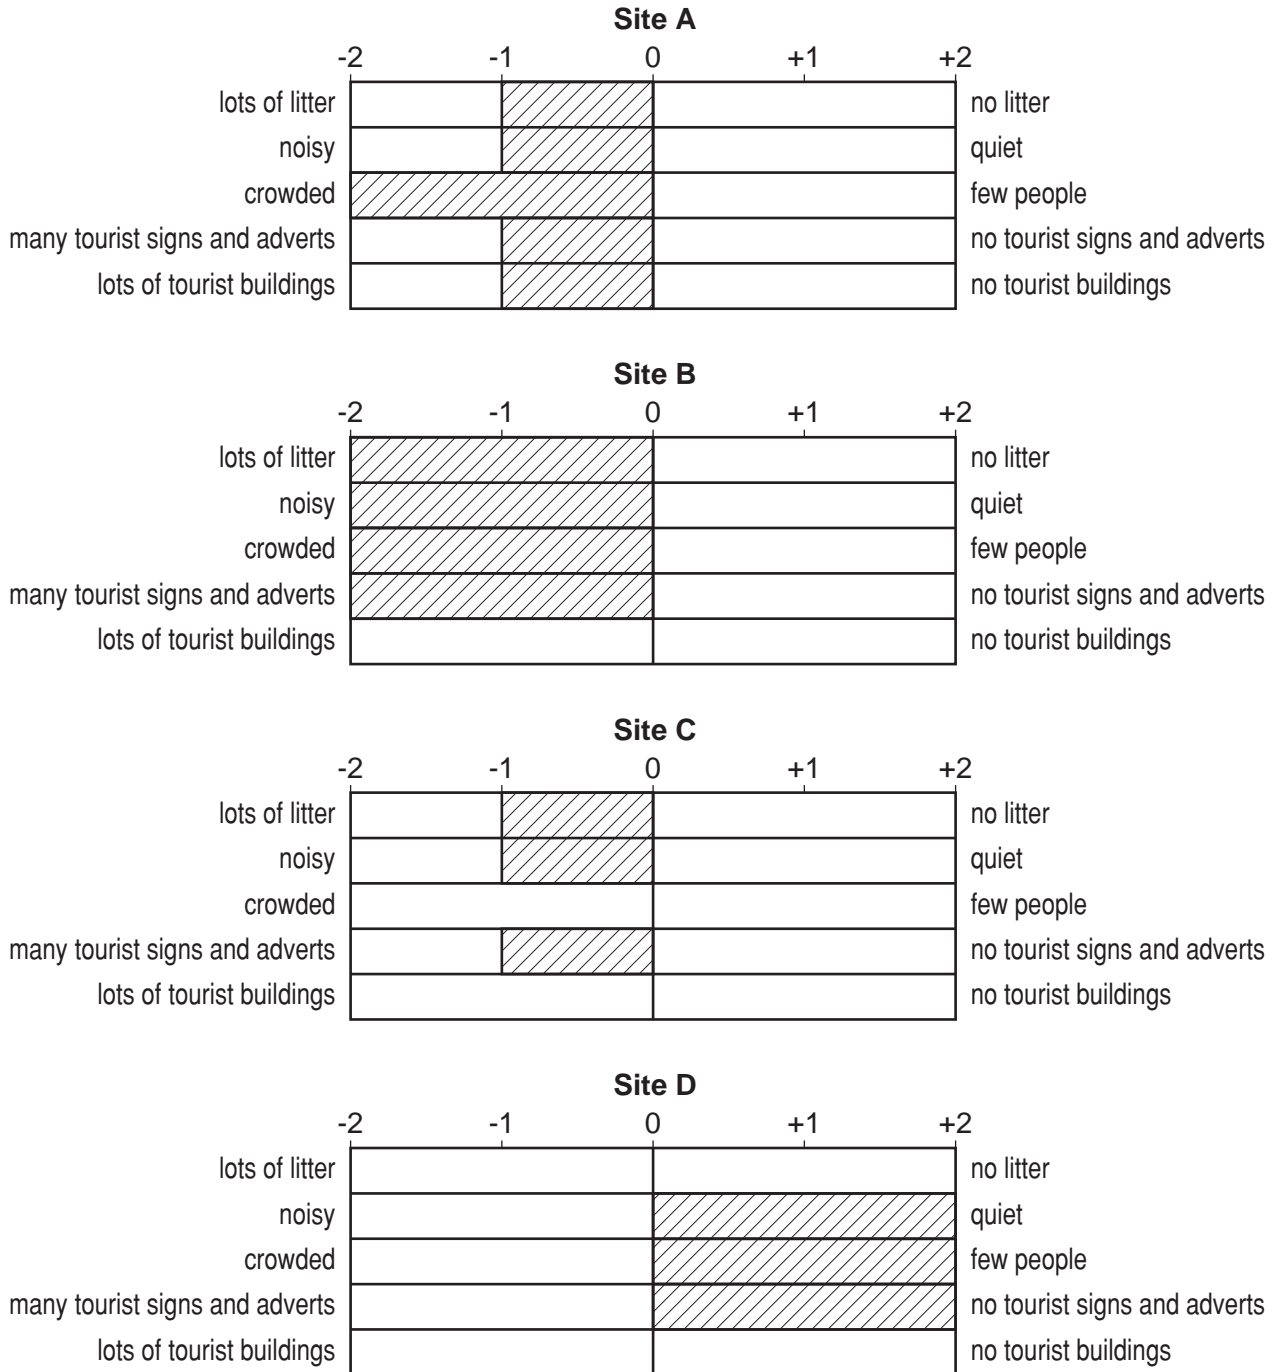 Site A
-2 -1 0 +1 +2
lots of litter no litter
noisy quiet
crowded few people
many tourist signs and adverts no tourist signs and adverts
lots of tourist buildings no tourist buildings
Site B
-2 -1 0 +1 +2
lots of litter no litter
noisy quiet
crowded few people
many tourist signs and adverts no tourist signs and adverts
lots of tourist buildings no tourist buildings
Site C
-2 -1 0 +1 +2
lots of litter no litter
noisy quiet
crowded few people
many tourist signs and adverts no tourist signs and adverts
lots of tourist buildings no tourist buildings
Site D
-2 -1 0 +1 +2
lots of litter no litter
noisy quiet
crowded few people
many tourist signs and adverts no tourist signs and adverts
lots of tourist buildings no tourist buildings